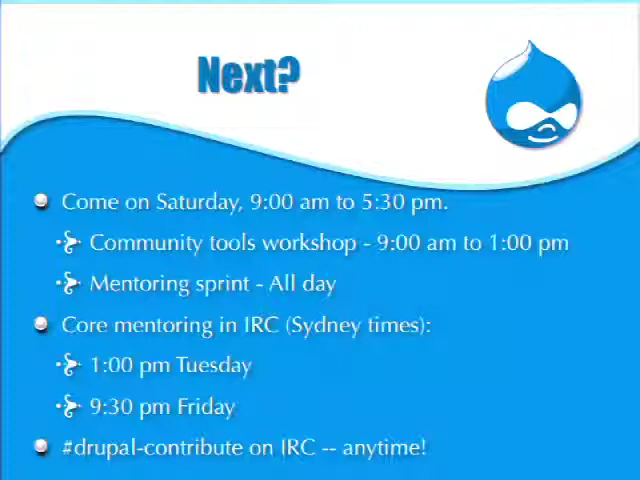 Next?
Come on Saturday, 9:00 am to 5:30 pm.
Community tools workshop - 9:00 am to 1:00 pm
Mentoring sprint - All day
Core mentoring in IRC (Sydney times):
1:00 pm Tuesday
9:30 pm Friday
#drupal-contribute on IRC -- anytime!